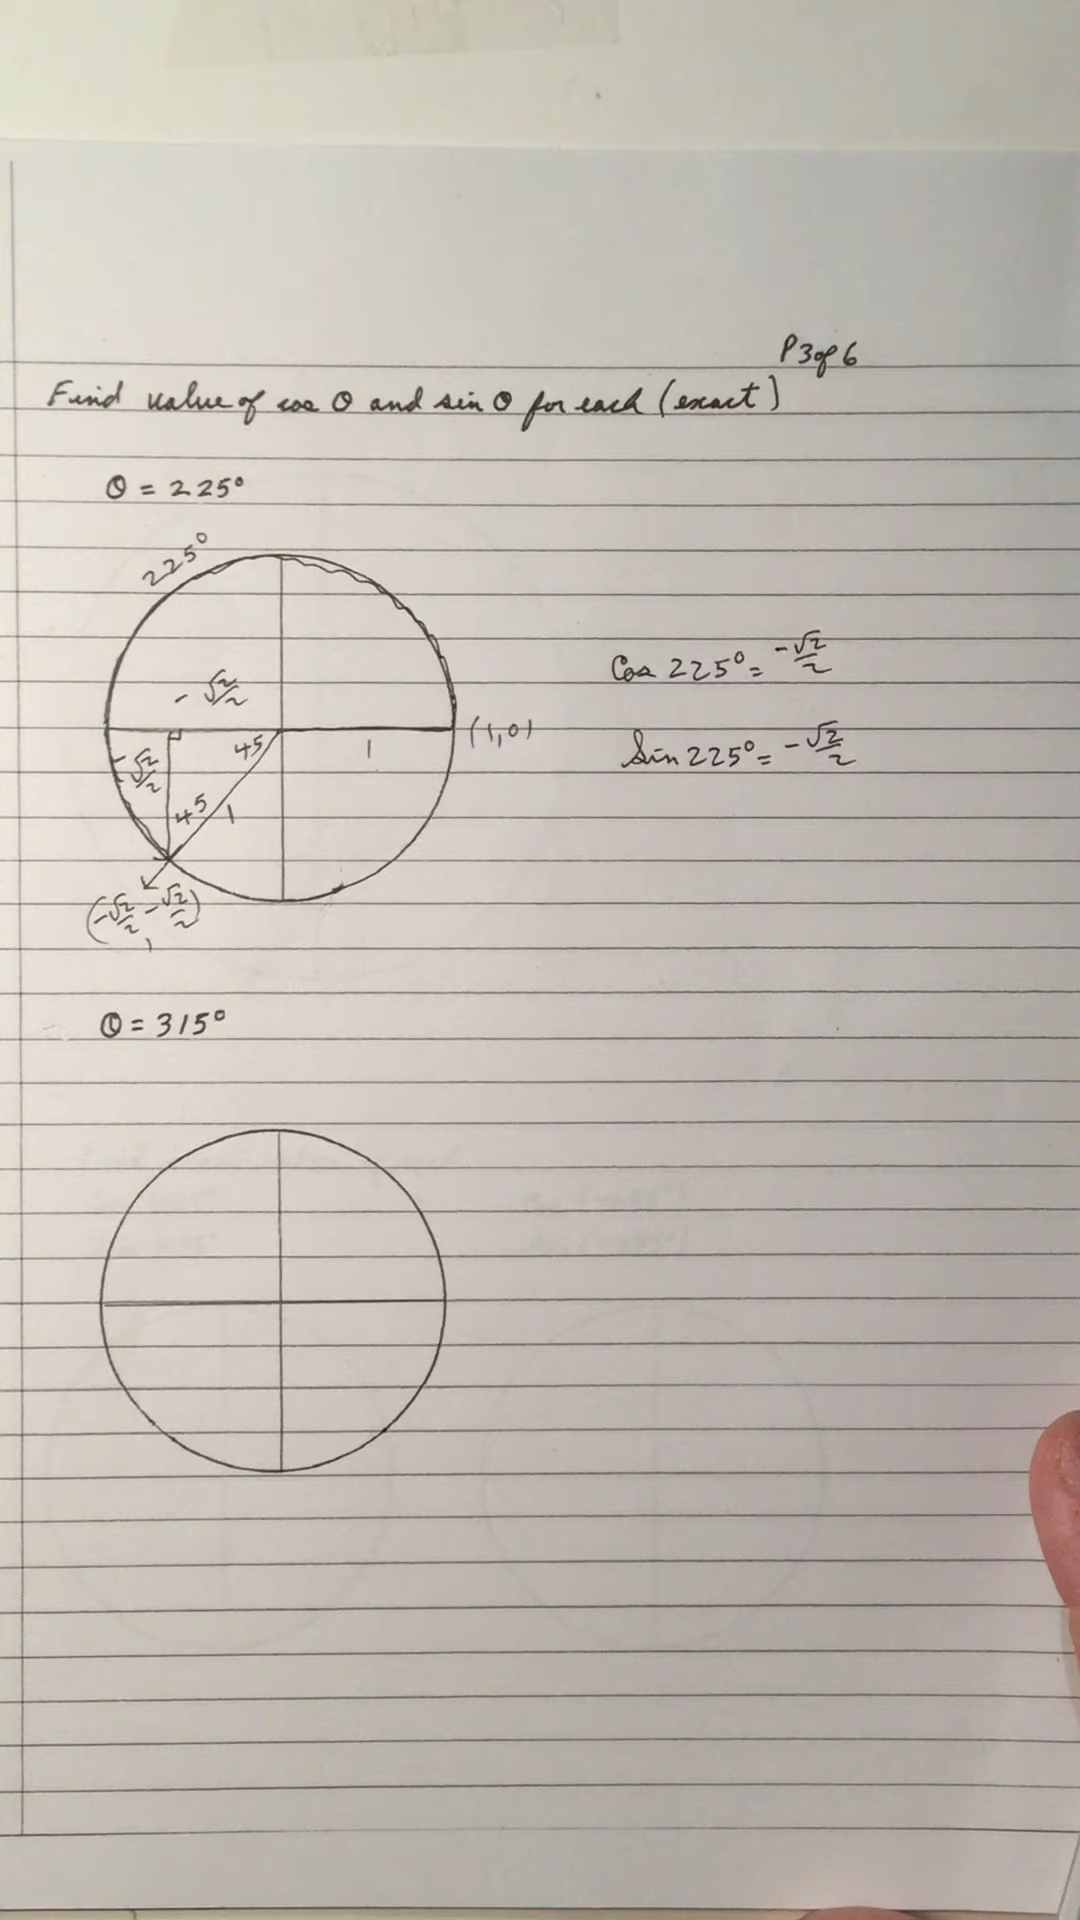 P 3 of 6
Find value of cos θ and sin θ for each (exact)
θ = 225°
225°
-√2/2
45
1
(1,0)
-√2/2
45
1
(-√2/2, -√2/2)
Cos 225° = -√2/2
Sin 225° = -√2/2
θ = 315°